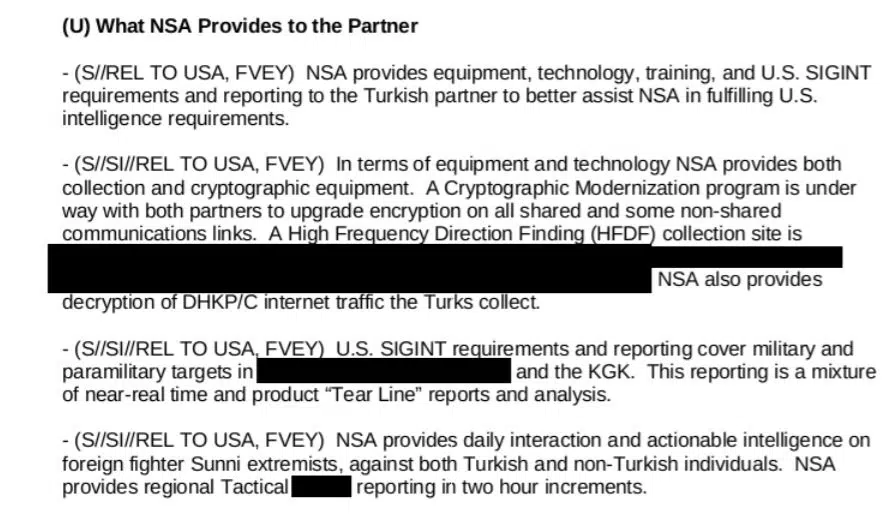 (U) What NSA Provides to the Partner
- (S//REL TO USA, FVEY) NSA provides equipment, technology, training, and U.S. SIGINT
requirements and reporting to the Turkish partner to better assist NSA in fulfilling U.S.
intelligence requirements.
- (S//SI//REL TO USA, FVEY) In terms of equipment and technology NSA provides both
collection and cryptographic equipment. A Cryptographic Modernization program is under
way with both partners to upgrade encryption on all shared and some non-shared
communications links. A High Frequency Direction Finding (HFDF) collection site is
NSA also provides
decryption of DHKP/C internet traffic the Turks collect.
- (S//SI//REL TO USA, FVEY) U.S. SIGINT requirements and reporting cover military and
paramilitary targets in and the KGK. This reporting is a mixture
of near-real time and product “Tear Line” reports and analysis.
- (S//SI//REL TO USA, FVEY) NSA provides daily interaction and actionable intelligence on
foreign fighter Sunni extremists, against both Turkish and non-Turkish individuals. NSA
provides regional Tactical reporting in two hour increments.